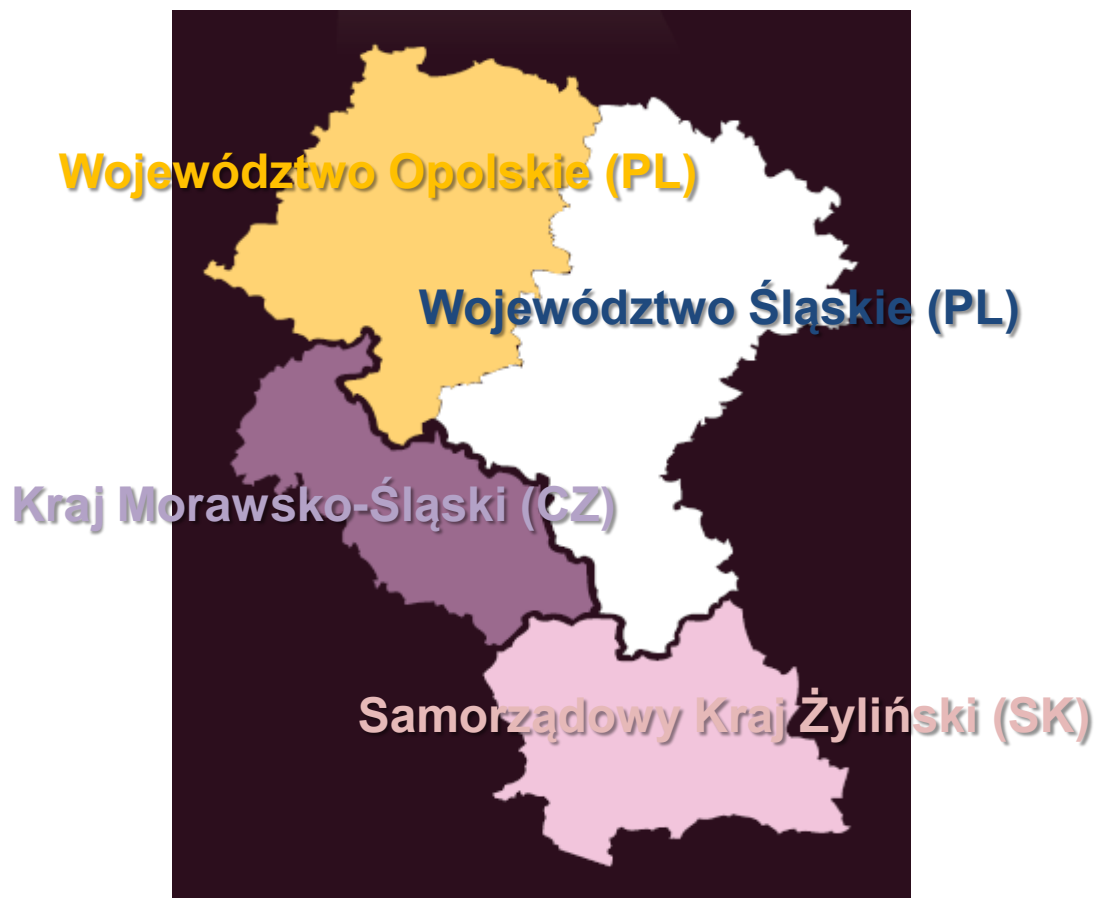 Województwo Opolskie (PL)
Województwo Śląskie (PL)
Kraj Morawsko-Śląski (CZ)
Samorządowy Kraj Żyliński (SK)